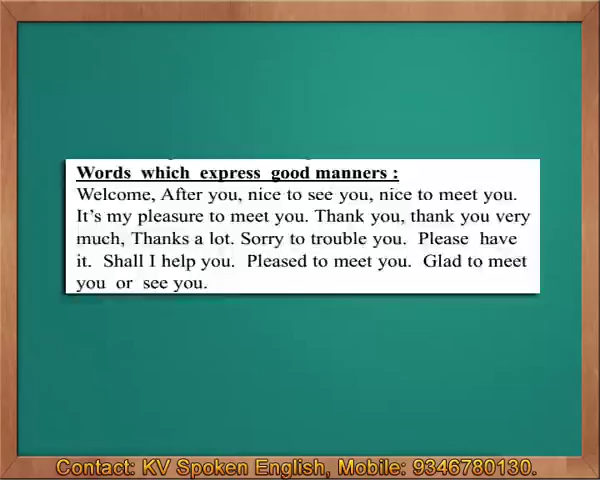 Words which express good manners :
Welcome, After you, nice to see you, nice to meet you.
It's my pleasure to meet you. Thank you, thank you very
much, Thanks a lot. Sorry to trouble you. Please have
it. Shall I help you. Pleased to meet you. Glad to meet
you or see you.
Contact: KV Spoken English, Mobile: 9346780130.